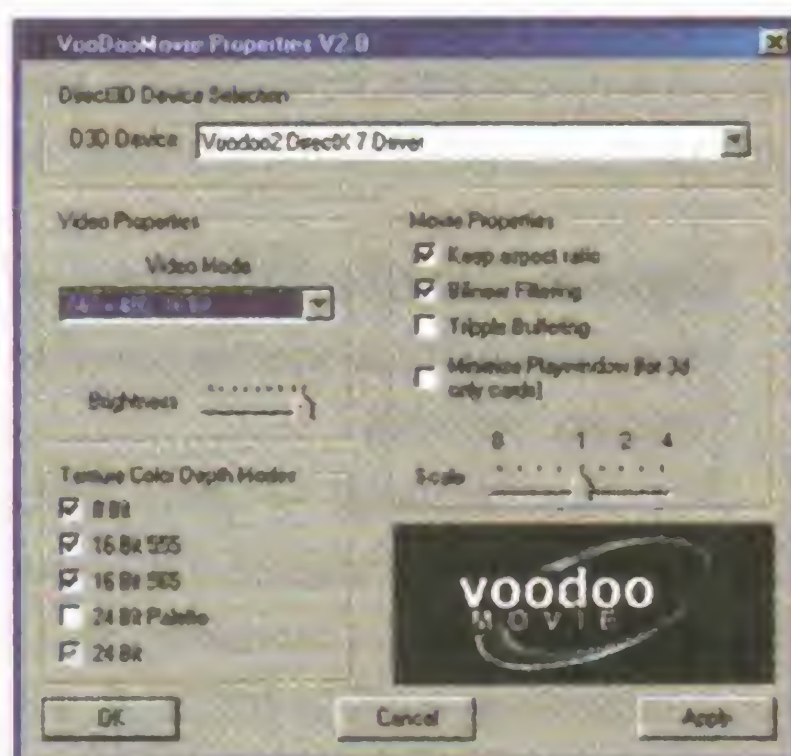 VooDooMovie Properties V2.0
Direct3D Device Selection
D3D Device Voodoo2 DirectX 7 Driver
Video Properties
Video Mode
Brightness
Texture Color Depth Modes
8 Bit
16 Bit 555
16 Bit 565
24 Bit Palette
24 Bit
Movie Properties
Keep aspect ratio
Bilinear Filtering
Tripple Buffering
Minimize Playwindow (for 3d
only cards)
8 1 2 4
Scale
voodoo
MOVIE
OK Cancel Apply